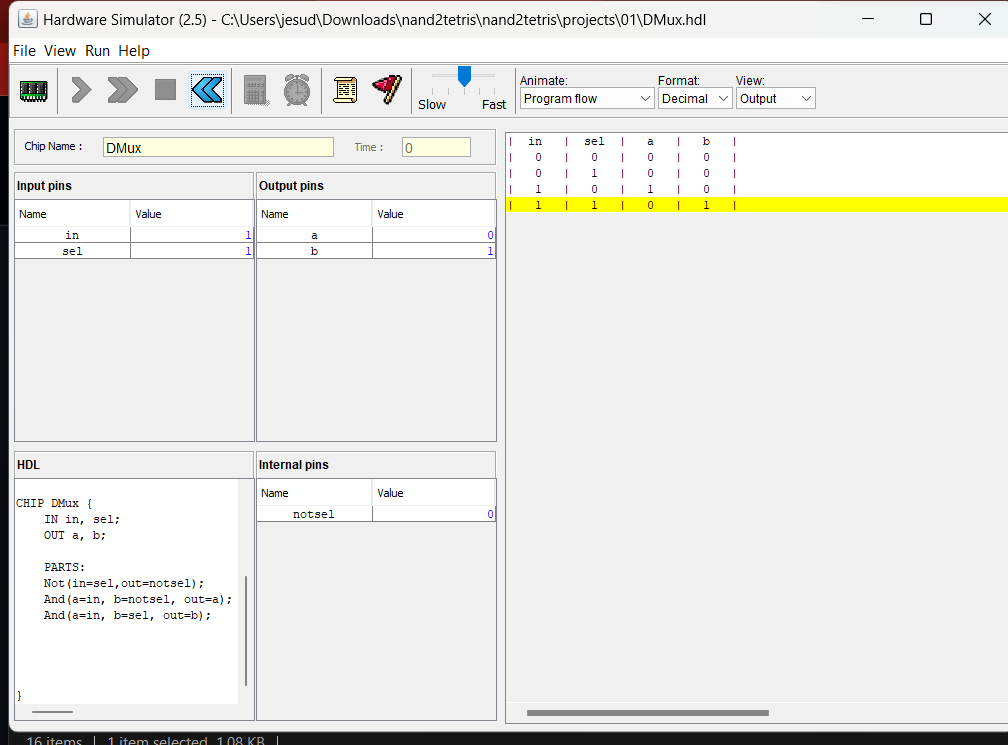 Hardware Simulator (2.5) - C:\Users\jesud\Downloads\nand2tetris\nand2tetris\projects\01\DMux.hdl
File View Run Help
Slow Fast
Animate: Format: View:
Program flow Decimal Output
Chip Name : DMux Time : 0
Input pins
Name Value
in 1
sel 1
Output pins
Name Value
a 0
b 1
HDL
CHIP DMux {
IN in, sel;
OUT a, b;
PARTS:
Not(in=sel,out=notsel);
And(a=in, b=notsel, out=a);
And(a=in, b=sel, out=b);
}
Internal pins
Name Value
notsel 0
| in | sel | a | b |
| 0 | 0 | 0 | 0 |
| 0 | 1 | 0 | 0 |
| 1 | 0 | 1 | 0 |
| 1 | 1 | 0 | 1 |
16 items | 1 item selected 1.08 KB |